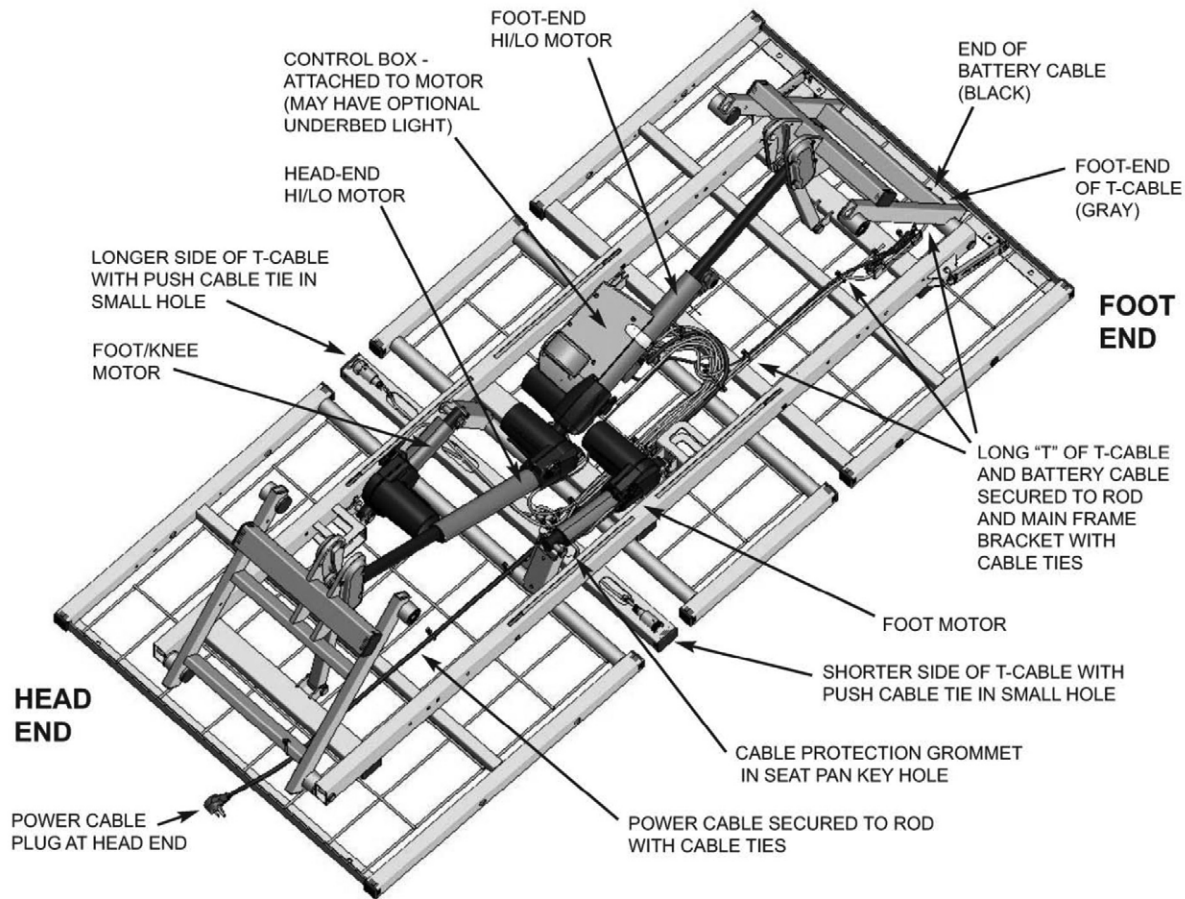 FOOT-END
HI/LO MOTOR
CONTROL BOX -
ATTACHED TO MOTOR
(MAY HAVE OPTIONAL
UNDERBED LIGHT)
END OF
BATTERY CABLE
(BLACK)
HEAD-END
HI/LO MOTOR
FOOT-END
OF T-CABLE
(GRAY)
LONGER SIDE OF T-CABLE
WITH PUSH CABLE TIE IN
SMALL HOLE
FOOT
END
FOOT/KNEE
MOTOR
LONG “T” OF T-CABLE
AND BATTERY CABLE
SECURED TO ROD
AND MAIN FRAME
BRACKET WITH
CABLE TIES
FOOT MOTOR
SHORTER SIDE OF T-CABLE WITH
PUSH CABLE TIE IN SMALL HOLE
HEAD
END
CABLE PROTECTION GROMMET
IN SEAT PAN KEY HOLE
POWER CABLE
PLUG AT HEAD END
POWER CABLE SECURED TO ROD
WITH CABLE TIES